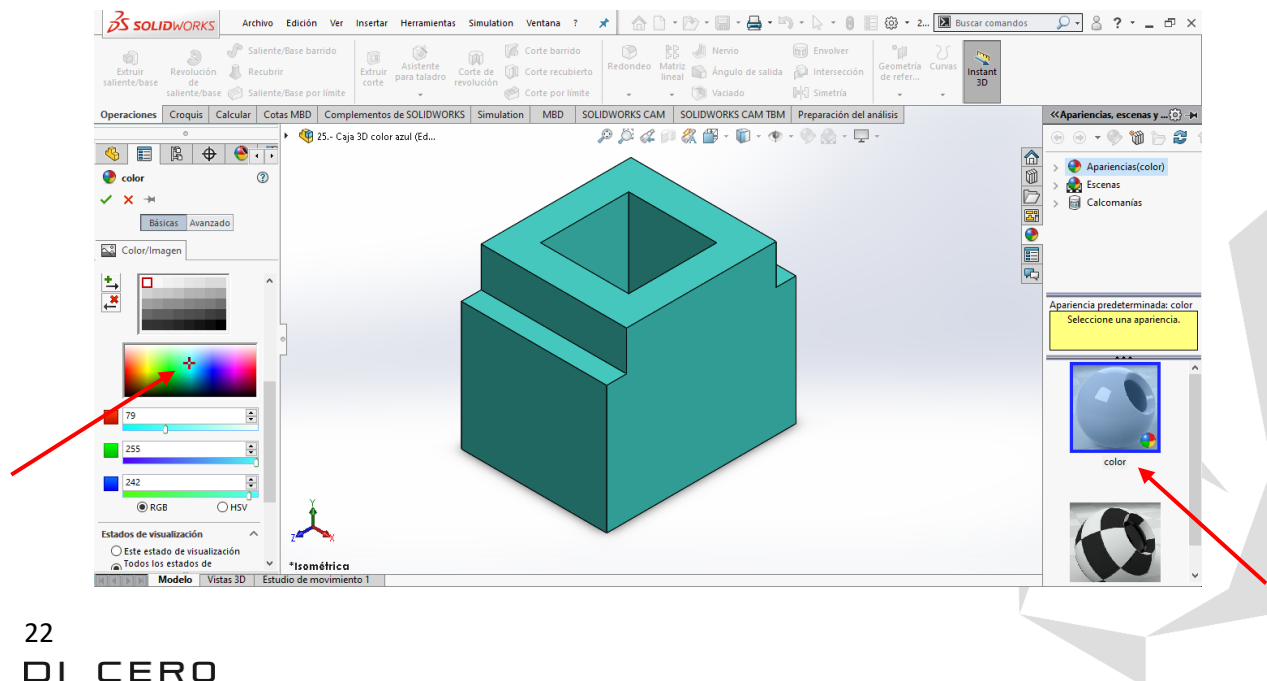 SOLIDWORKS Archivo Edición Ver Insertar Herramientas Simulation Ventana ? 2... Buscar comandos ?
Extruir saliente/base
Revolución de saliente/base
Saliente/Base barrido
Recubrir
Saliente/Base por límite
Extruir corte
Asistente para taladro
Corte de revolución
Corte barrido
Corte recubierto
Corte por límite
Redondeo
Matriz lineal
Nervio
Ángulo de salida
Vaciado
Envolver
Intersección
Simetría
Geometría de refer...
Curvas
Instant 3D
Operaciones Croquis Calcular Cotas MBD Complementos de SOLIDWORKS Simulation MBD SOLIDWORKS CAM SOLIDWORKS CAM TBM Preparación del análisis
25.- Caja 3D color azul (Ed...
color
Básicas Avanzado
Color/Imagen
79
255
242
RGB HSV
Estados de visualización
Este estado de visualización
Todos los estados de
Y
Z X
*Isométrica
Modelo Vistas 3D Estudio de movimiento 1
Apariencias, escenas y ...
Apariencias(color)
Escenas
Calcomanías
Apariencia predeterminada: color
Seleccione una apariencia.
color
22
DI CERO